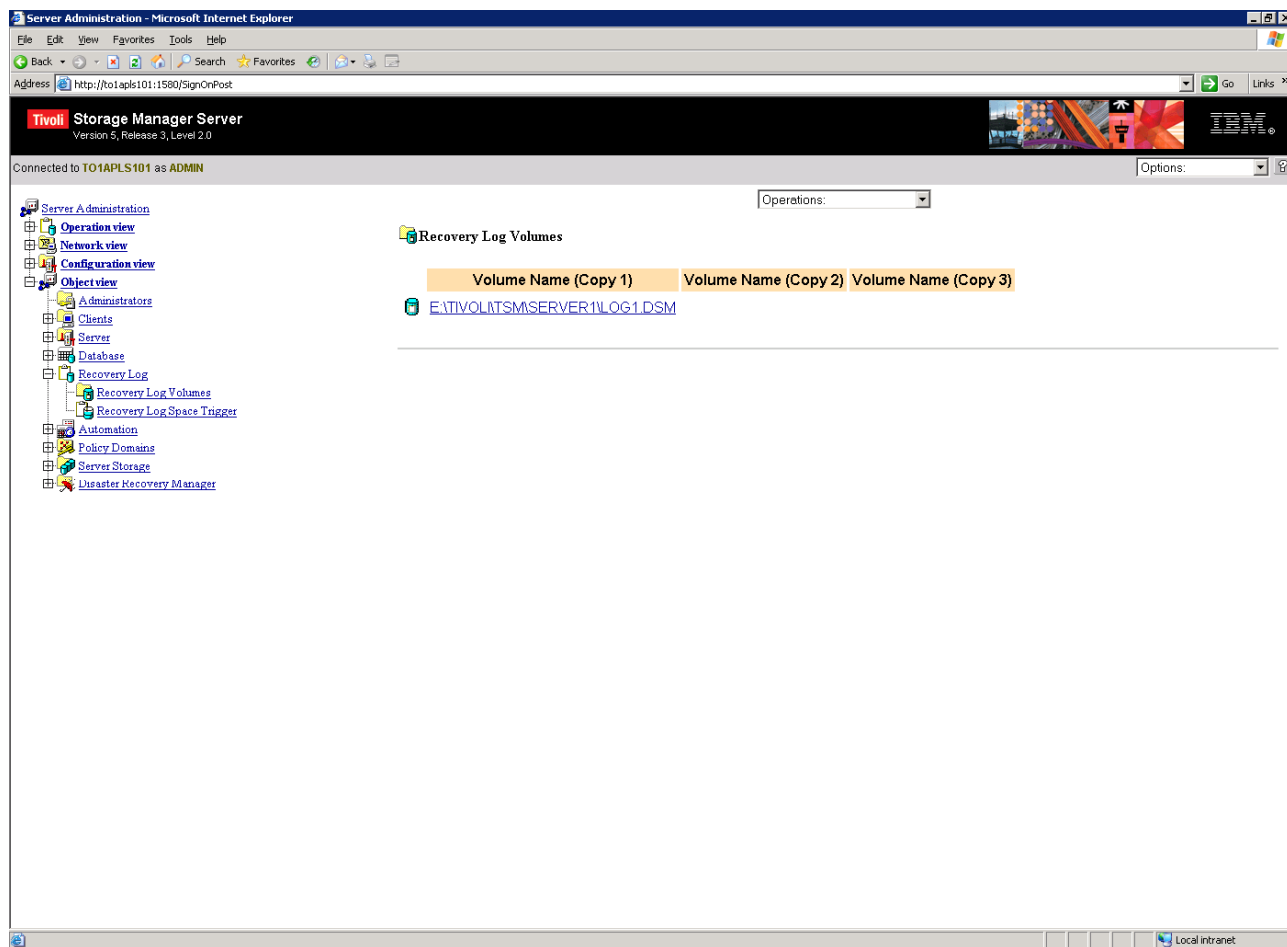 Server Administration - Microsoft Internet Explorer
File Edit View Favorites Tools Help
Back Search Favorites
Address http://to1apls101:1580/SignOnPost Go Links »
Tivoli Storage Manager Server
Version 5, Release 3, Level 2.0
IBM®
Connected to TO1APLS101 as ADMIN Options: ?
Operations:
Server Administration
Operation view
Network view
Configuration view
Object view
Administrators
Clients
Server
Database
Recovery Log
Recovery Log Volumes
Recovery Log Space Trigger
Automation
Policy Domains
Server Storage
Disaster Recovery Manager
Recovery Log Volumes
Volume Name (Copy 1) Volume Name (Copy 2) Volume Name (Copy 3)
E:\TIVOLI\TSM\SERVER1\LOG1.DSM
Local intranet